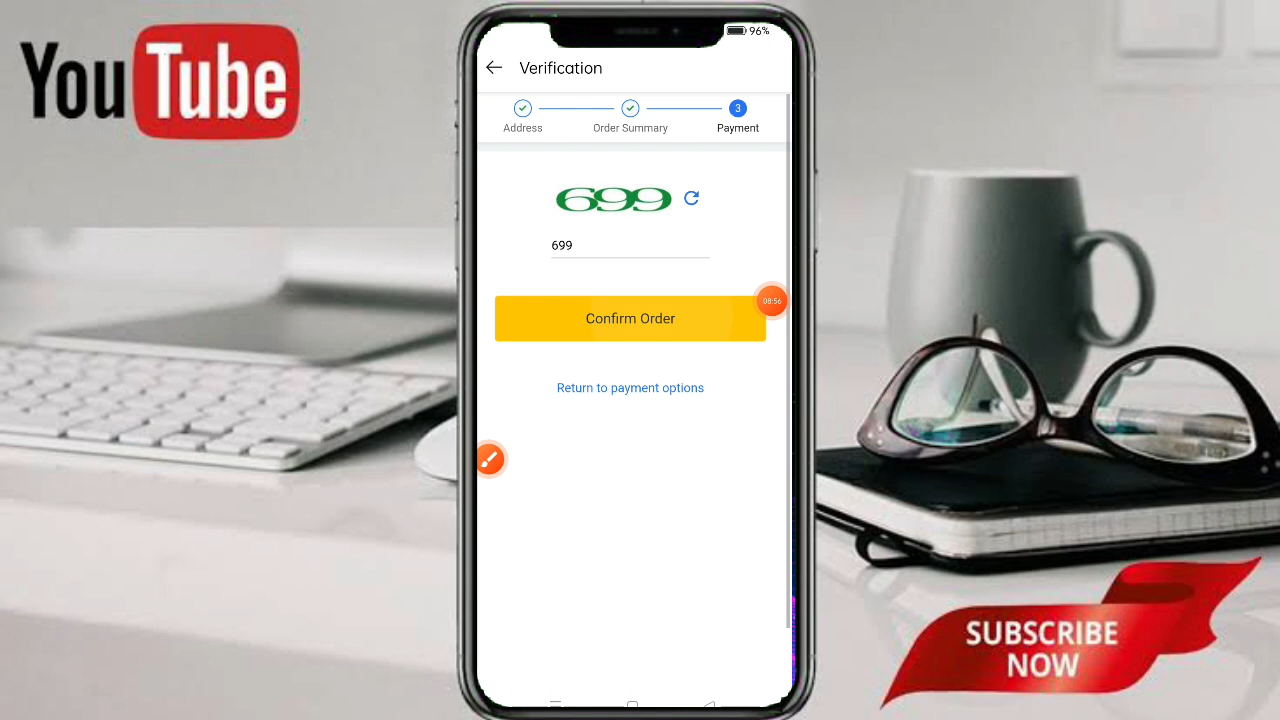 YouTube
96%
Verification
3
Address
Order Summary
Payment
699
699
08:56
Confirm Order
Return to payment options
SUBSCRIBE
NOW